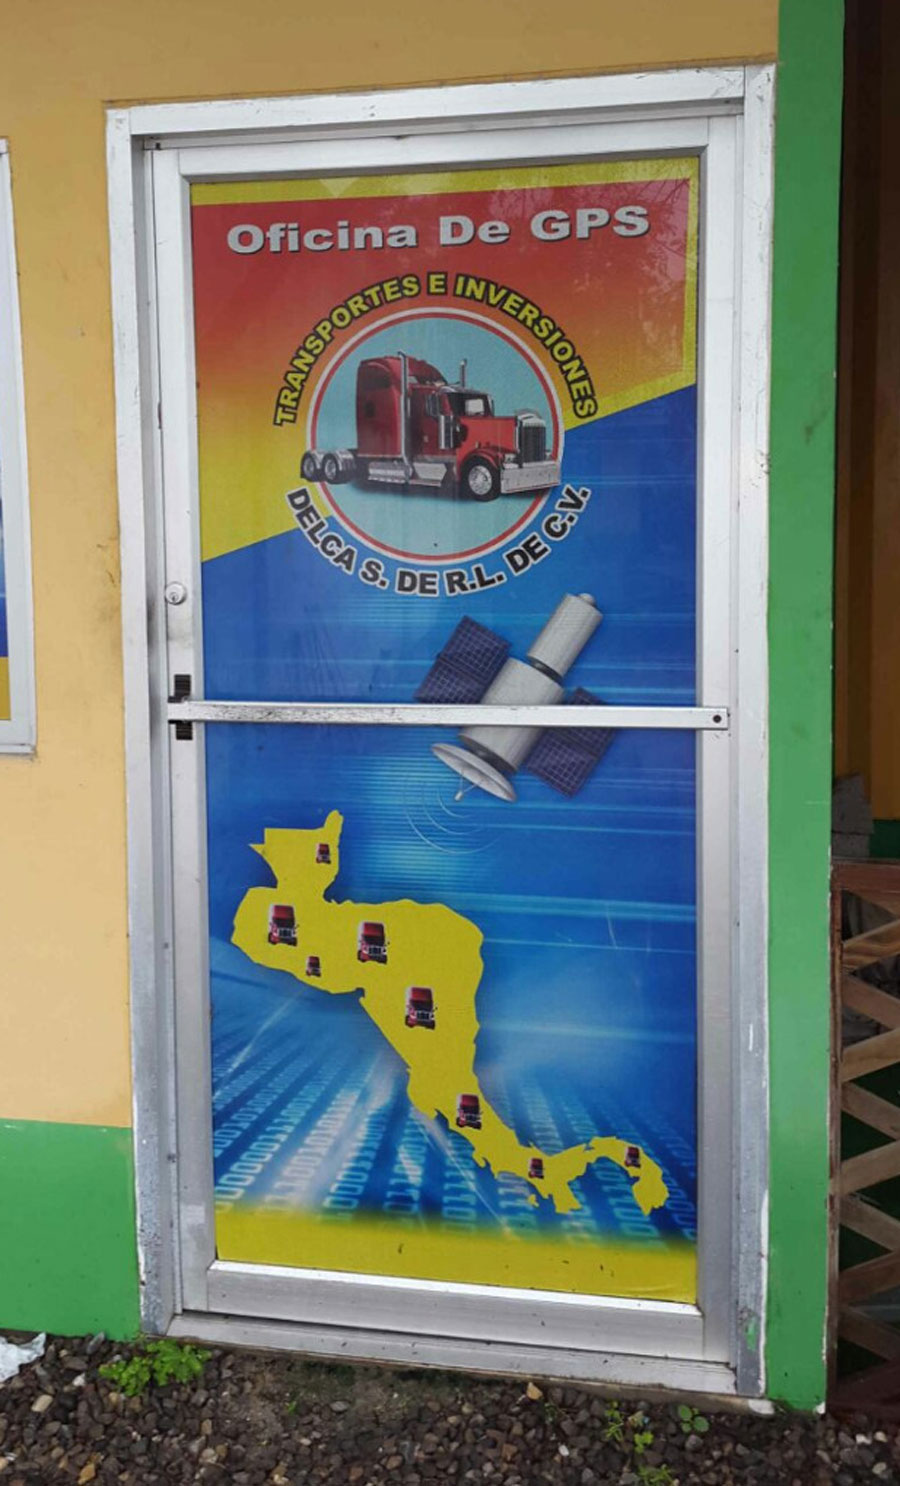 Oficina De GPS
TRANSPORTES E INVERSIONES
DELCA S. DE R.L. DE C.V.